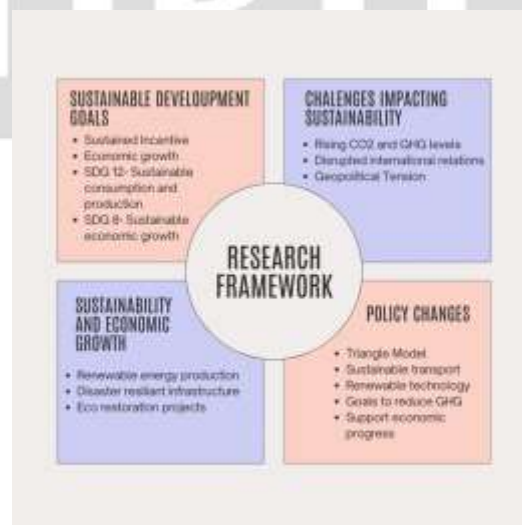 SUSTAINABLE DEVELOUPMENT
GOALS
• Sustained Incentive
• Economic growth
• SDG 12- Sustainable
consumption and
production
• SDG 8- Sustainable
economic growth
CHALENGES IMPACTING
SUSTAINABILITY
• Rising CO2 and GHG levels
• Disrupted international relations
• Geopolitical Tension
RESEARCH
FRAMEWORK
SUSTAINABILITY
AND ECONOMIC
GROWTH
• Renewable energy production
• Disaster resilient infrastructure
• Eco restoration projects
POLICY CHANGES
• Triangle Model
• Sustainable transport
• Renewable technology
• Goals to reduce GHG
• Support economic
progress